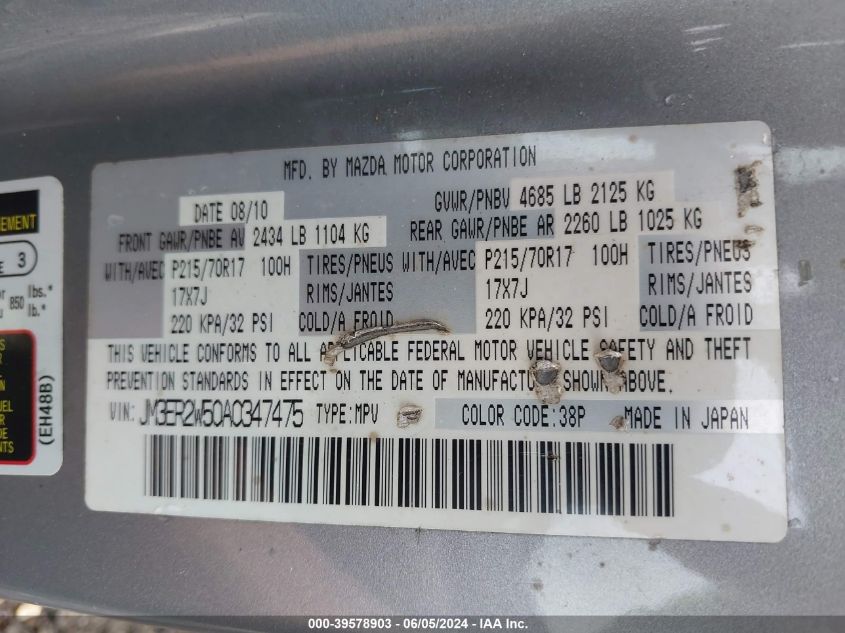 MFD. BY MAZDA MOTOR CORPORATION
DATE 08/10 GVWR/PNBV 4685 LB 2125 KG
FRONT GAWR/PNBE AV 2434 LB 1104 KG REAR GAWR/PNBE AR 2260 LB 1025 KG
WITH/AVEC P215/70R17 100H TIRES/PNEUS WITH/AVEC P215/70R17 100H TIRES/PNEUS
17X7J RIMS/JANTES 17X7J RIMS/JANTES
220 KPA/32 PSI COLD/A FROID 220 KPA/32 PSI COLD/A FROID
THIS VEHICLE CONFORMS TO ALL APPLICABLE FEDERAL MOTOR VEHICLE SAFETY AND THEFT
PREVENTION STANDARDS IN EFFECT ON THE DATE OF MANUFACTURE SHOWN ABOVE.
VIN: JM3ER2W50A0347475 TYPE:MPV COLOR CODE:38P MADE IN JAPAN
3
850 lbs.*
lb.*
(EH48B)
000-39578903 - 06/05/2024 - IAA Inc.